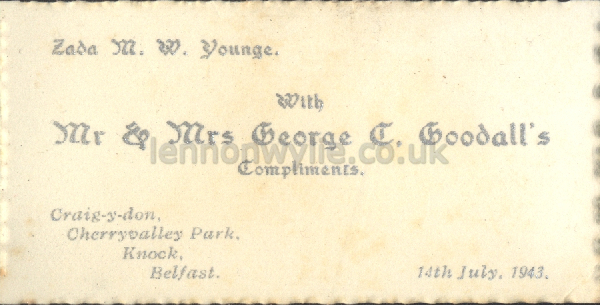 Zada M. W. Younge.
With
Mr & Mrs George C. Goodall's
lennonwylie.co.uk
Compliments.
Craig-y-don,
Cherryvalley Park,
Knock,
Belfast.
14th July, 1943.